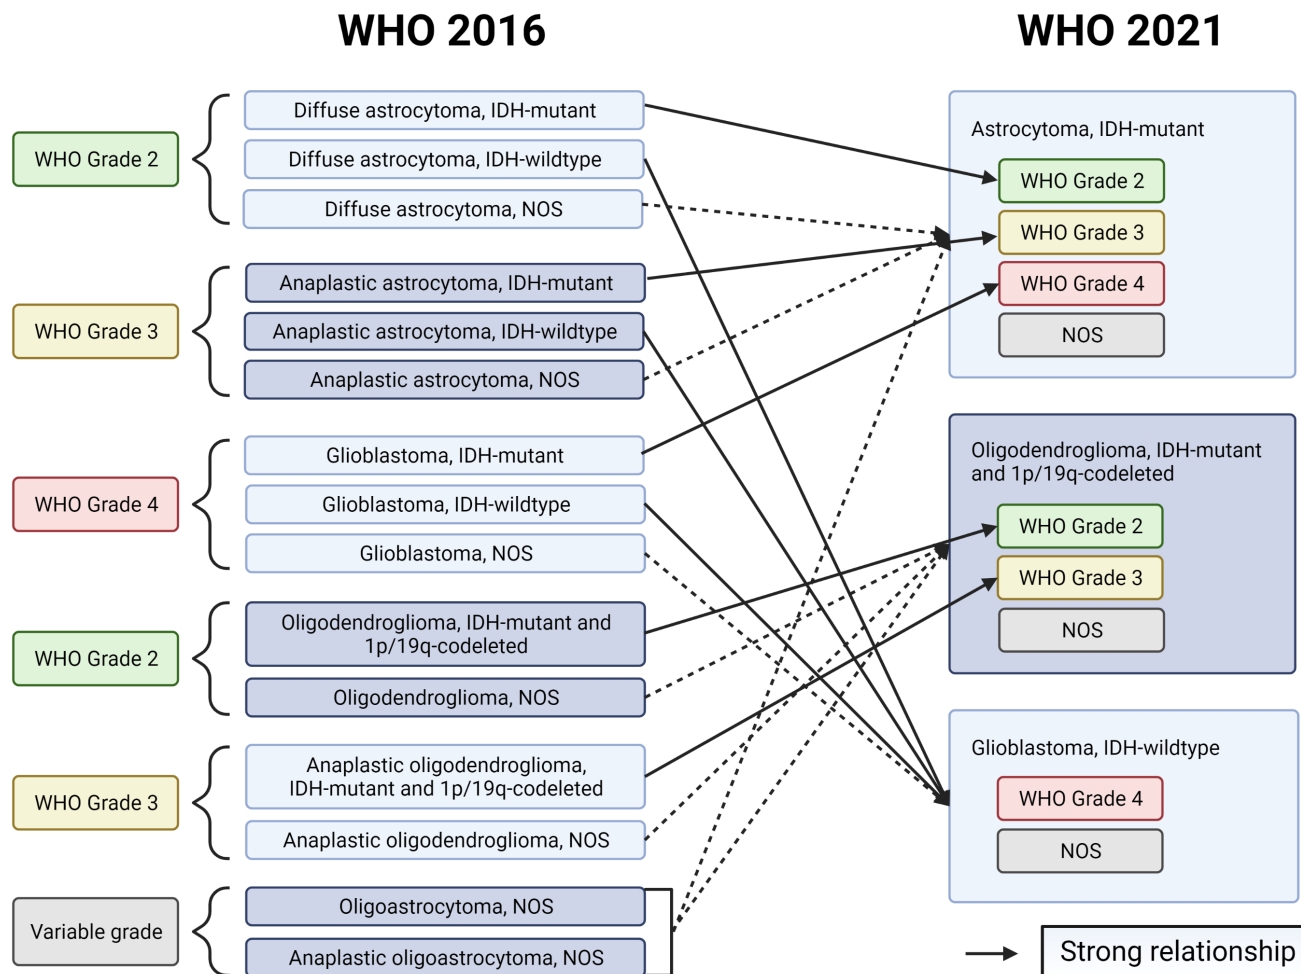 WHO 2016
WHO 2021
WHO Grade 2
Diffuse astrocytoma, IDH-mutant
Diffuse astrocytoma, IDH-wildtype
Diffuse astrocytoma, NOS
WHO Grade 3
Anaplastic astrocytoma, IDH-mutant
Anaplastic astrocytoma, IDH-wildtype
Anaplastic astrocytoma, NOS
WHO Grade 4
Glioblastoma, IDH-mutant
Glioblastoma, IDH-wildtype
Glioblastoma, NOS
WHO Grade 2
Oligodendroglioma, IDH-mutant and
1p/19q-codeleted
Oligodendroglioma, NOS
WHO Grade 3
Anaplastic oligodendroglioma,
IDH-mutant and 1p/19q-codeleted
Anaplastic oligodendroglioma, NOS
Variable grade
Oligoastrocytoma, NOS
Anaplastic oligoastrocytoma, NOS
Astrocytoma, IDH-mutant
WHO Grade 2
WHO Grade 3
WHO Grade 4
NOS
Oligodendroglioma, IDH-mutant
and 1p/19q-codeleted
WHO Grade 2
WHO Grade 3
NOS
Glioblastoma, IDH-wildtype
WHO Grade 4
NOS
Strong relationship